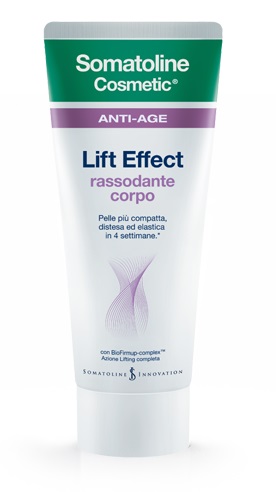 Somatoline
Cosmetic®
ANTI-AGE
Lift Effect
rassodante
corpo
Pelle più compatta,
distesa ed elastica
in 4 settimane.*
con BioFirmup-complex™
Azione Lifting completa
SOMATOLINE S INNOVATION